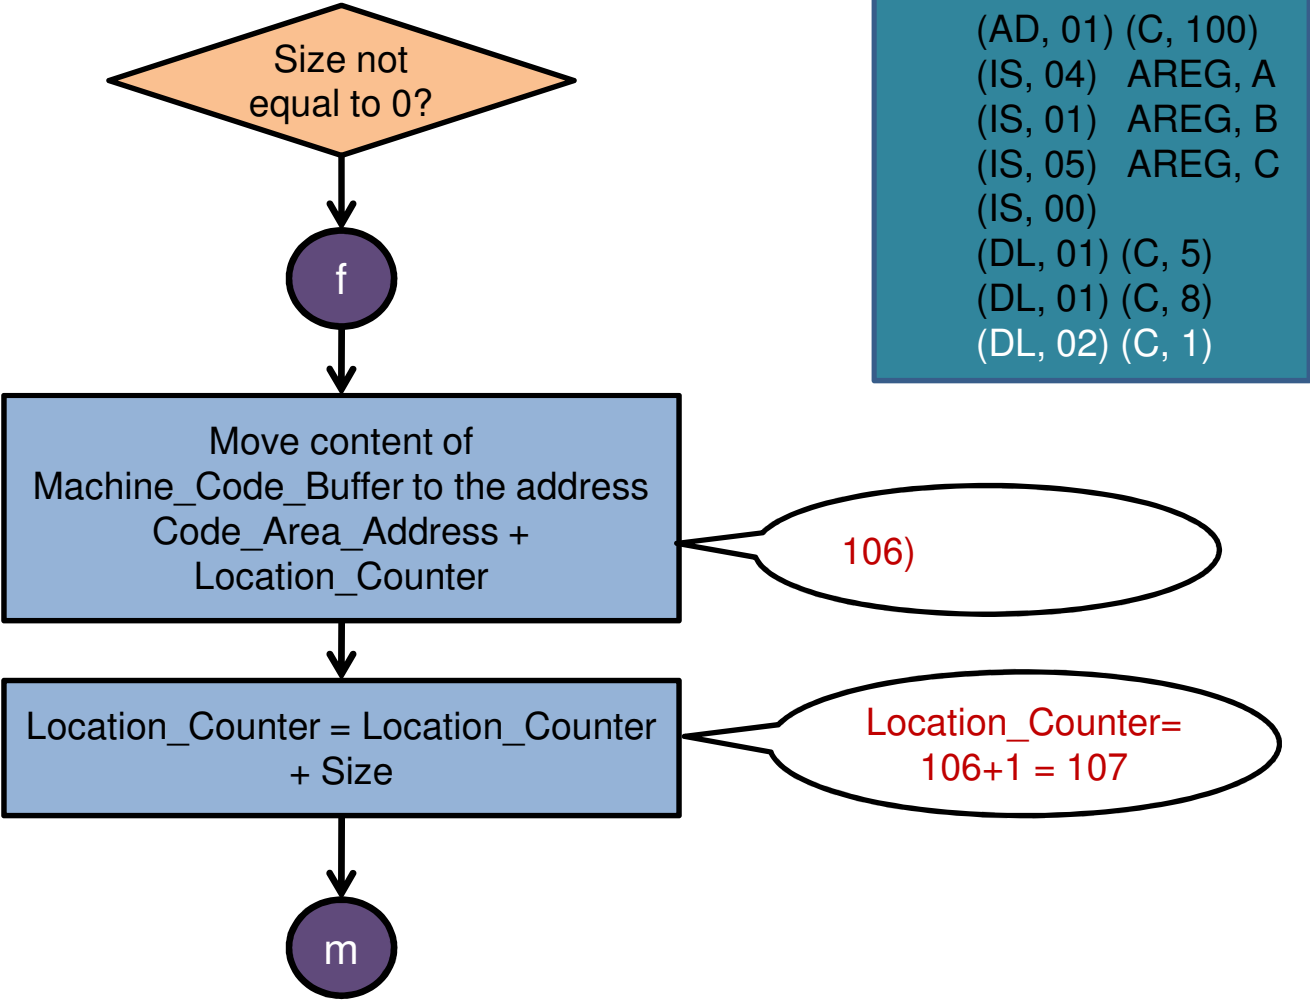 Size not
equal to 0?
f
Move content of
Machine_Code_Buffer to the address
Code_Area_Address +
Location_Counter
Location_Counter = Location_Counter
+ Size
m
(AD, 01) (C, 100)
(IS, 04) AREG, A
(IS, 01) AREG, B
(IS, 05) AREG, C
(IS, 00)
(DL, 01) (C, 5)
(DL, 01) (C, 8)
(DL, 02) (C, 1)
106)
Location_Counter=
106+1 = 107